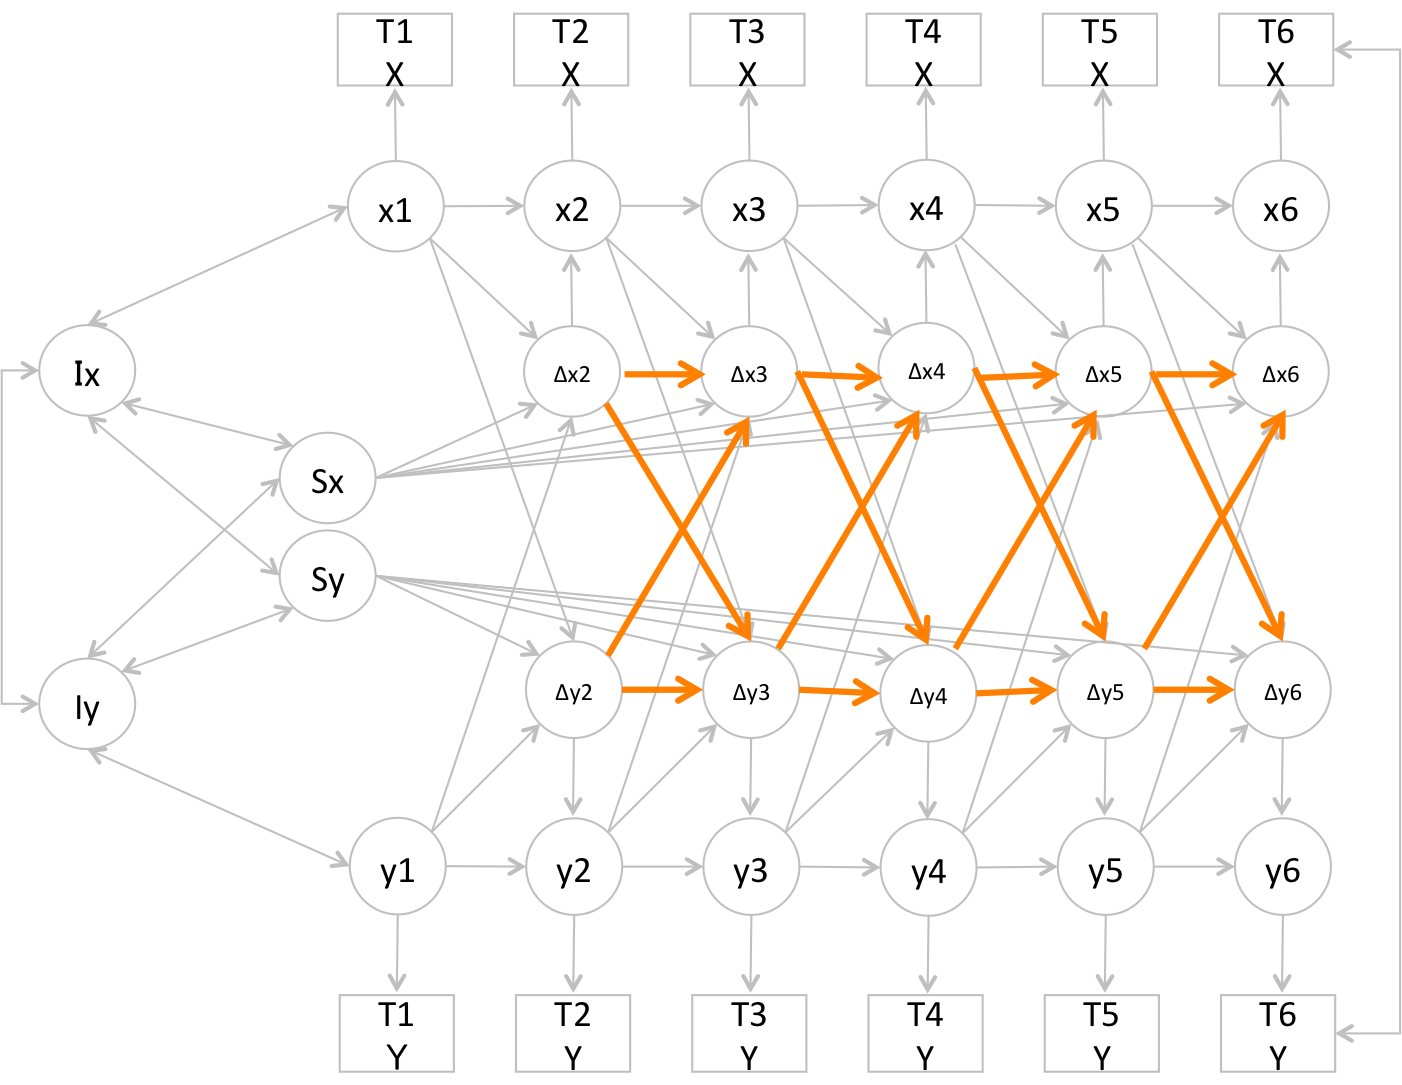 T1 T2 T3 T4 T5 T6
X X X X X X
x1 x2 x3 x4 x5 x6
Ix Δx2 Δx3 Δx4 Δx5 Δx6
Sx
Sy
Iy Δy2 Δy3 Δy4 Δy5 Δy6
y1 y2 y3 y4 y5 y6
T1 T2 T3 T4 T5 T6
Y Y Y Y Y Y